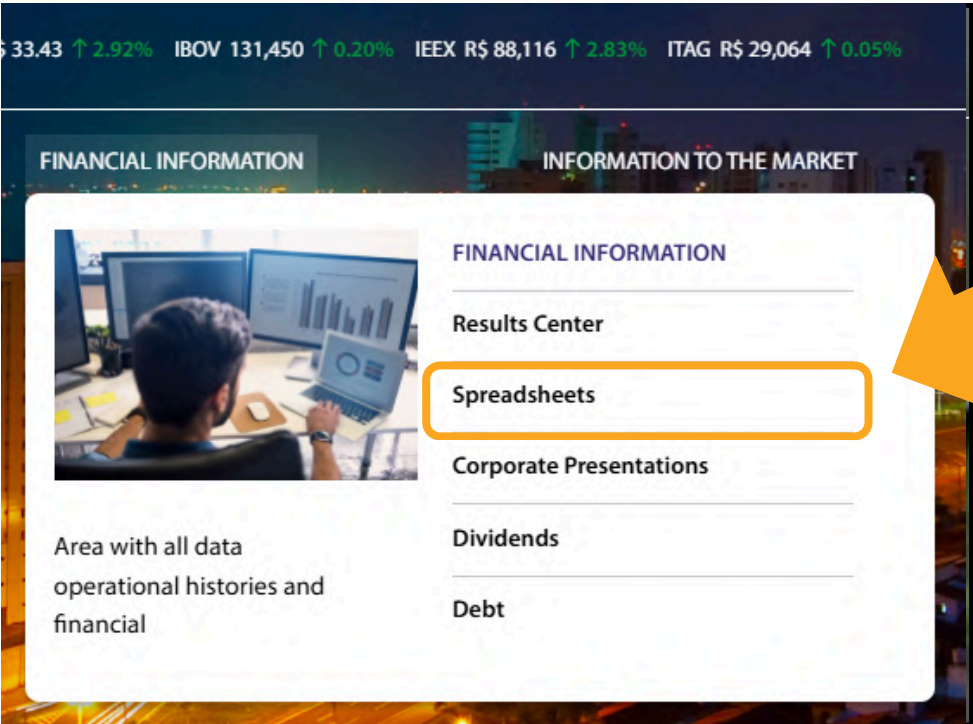 $ 33.43 ↑ 2.92% IBOV 131,450 ↑ 0.20% IEEX R$ 88,116 ↑ 2.83% ITAG R$ 29,064 ↑ 0.05%
FINANCIAL INFORMATION INFORMATION TO THE MARKET
FINANCIAL INFORMATION
Results Center
Spreadsheets
Corporate Presentations
Dividends
Debt
Area with all data
operational histories and
financial